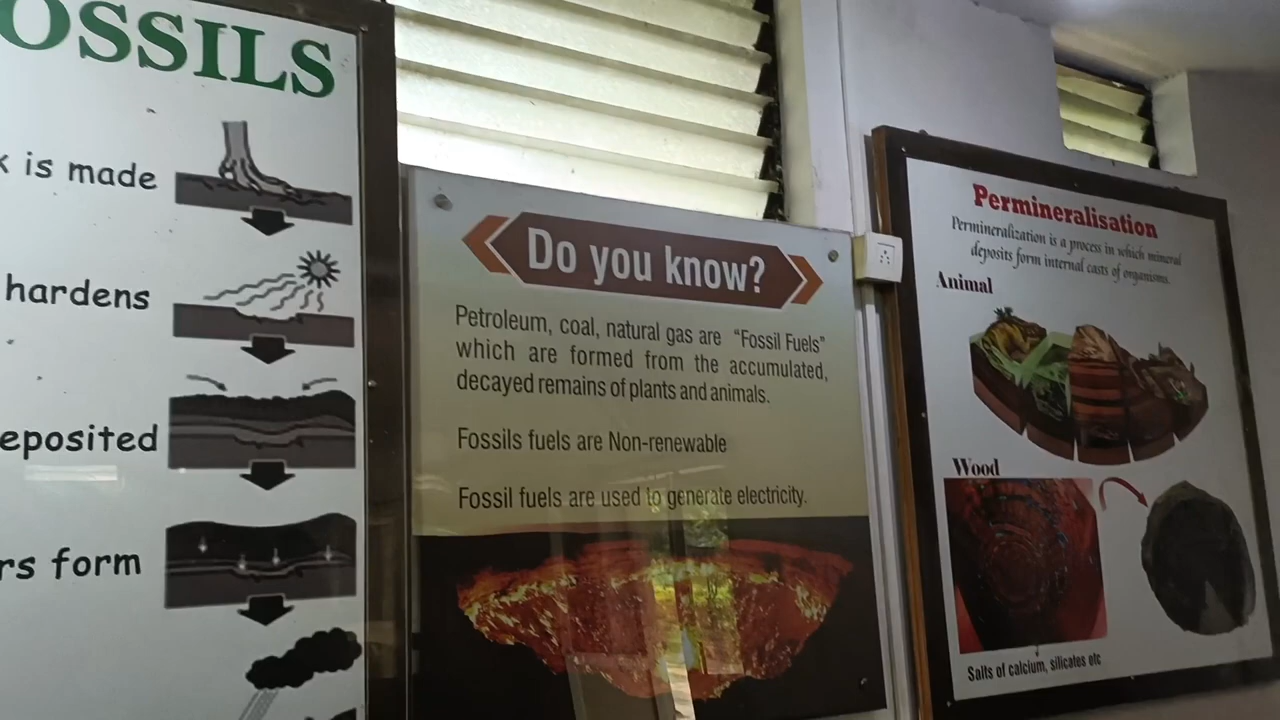 OSSILS
is made
hardens
eposited
rs form
Do you know?
Petroleum, coal, natural gas are "Fossil Fuels"
which are formed from the accumulated,
decayed remains of plants and animals.
Fossils fuels are Non-renewable
Fossil fuels are used to generate electricity.
Permineralisation
Permineralization is a process in which mineral
deposits form internal casts of organisms.
Animal
Wood
Salts of calcium, silicates etc